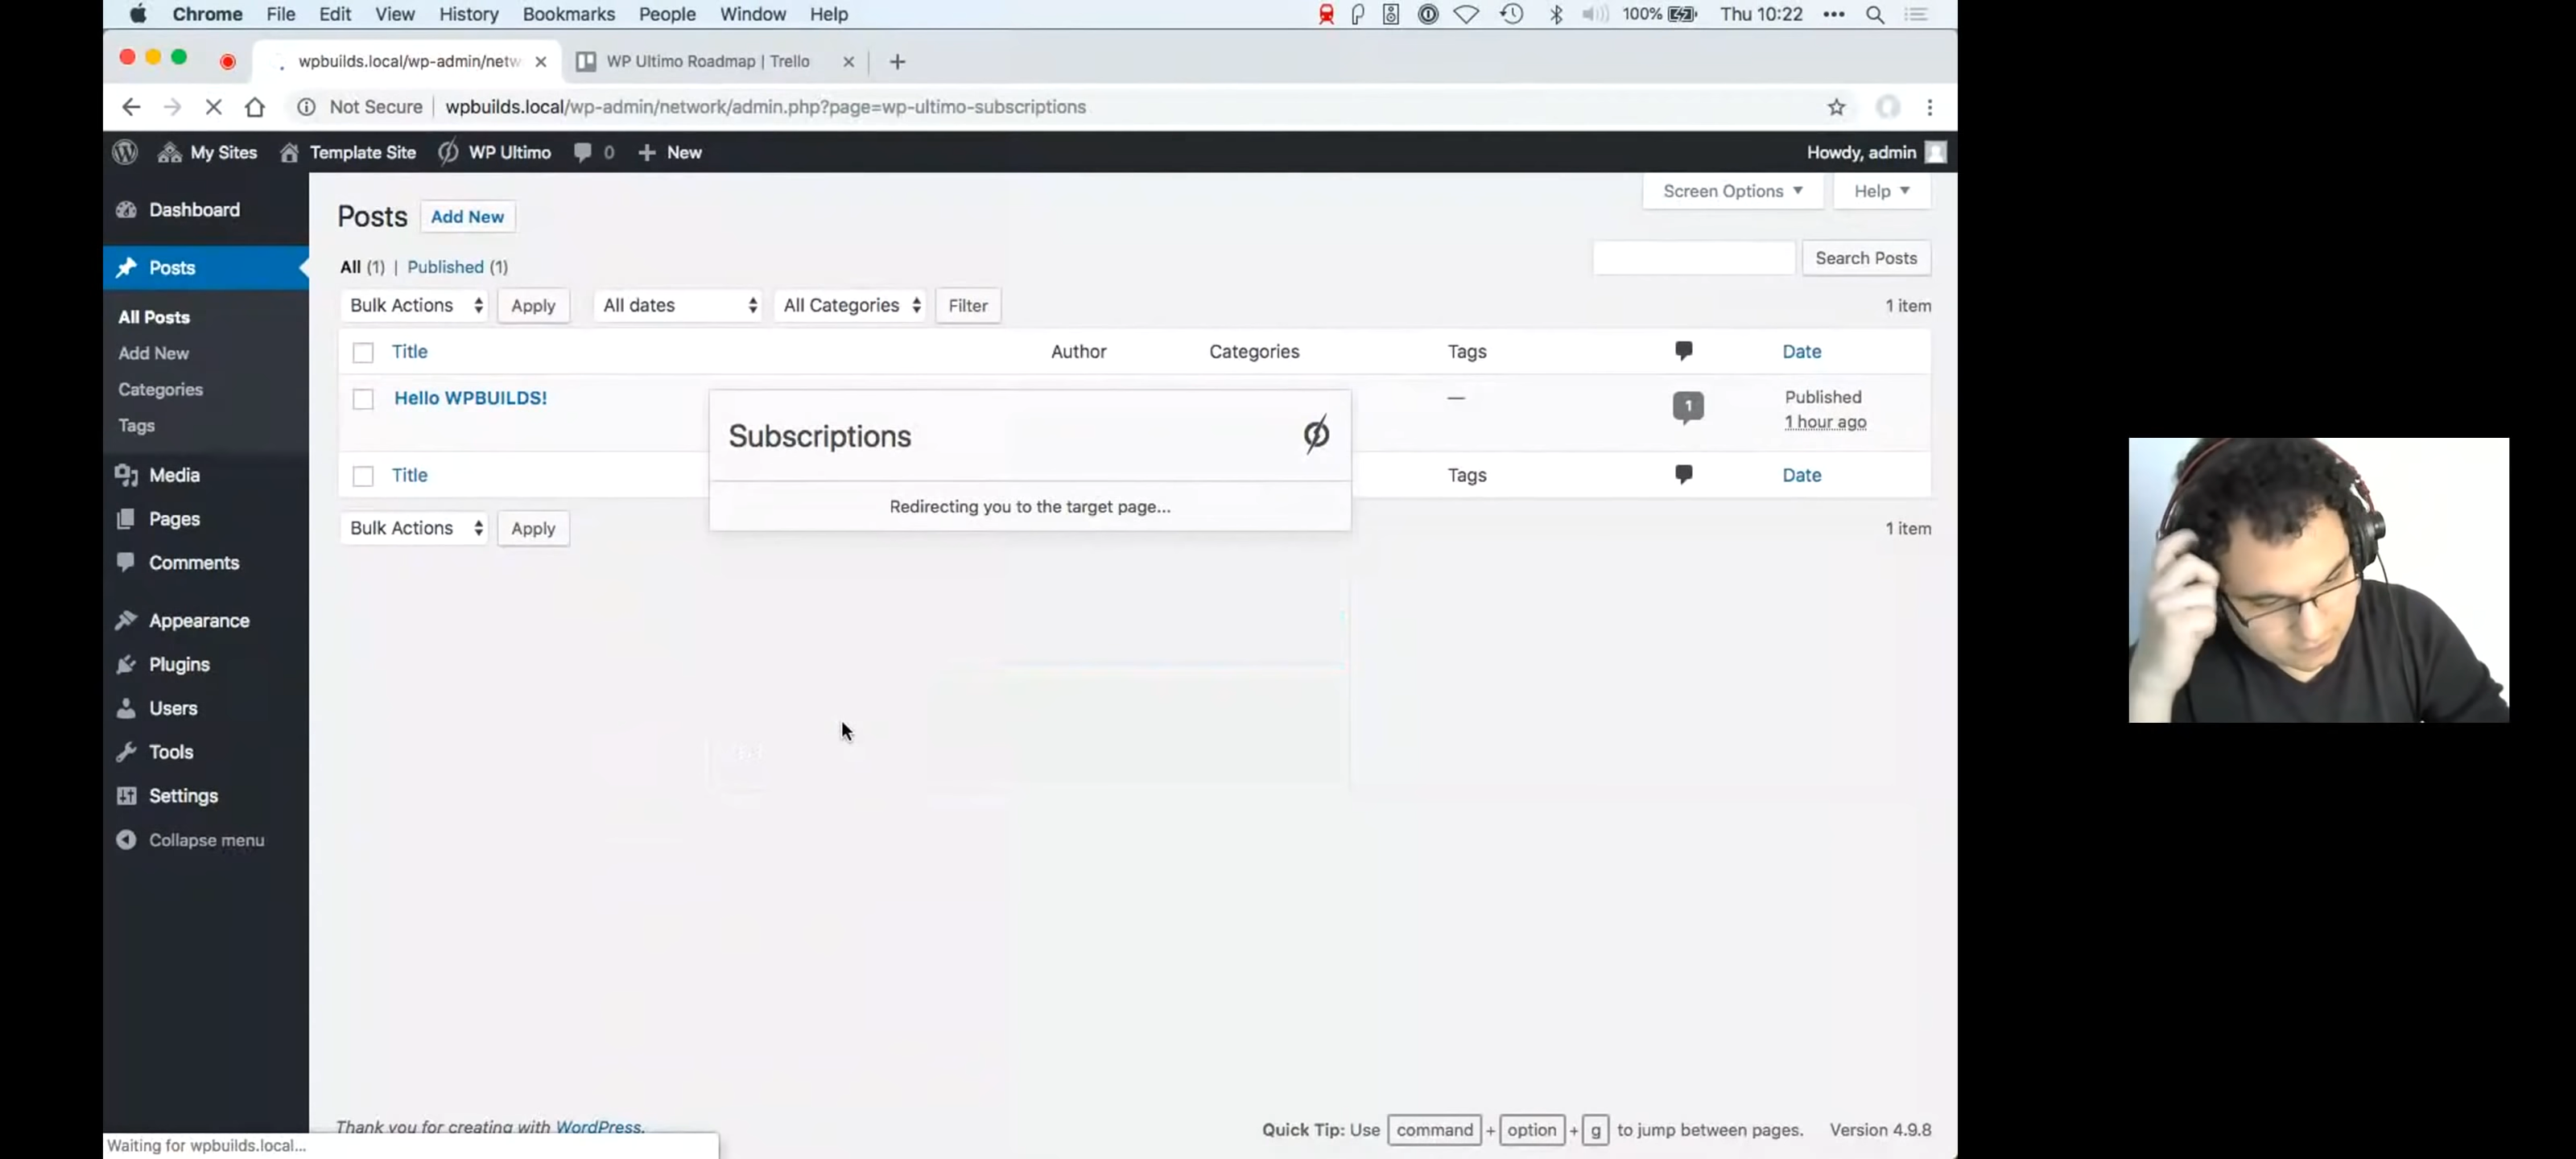 Chrome File Edit View History Bookmarks People Window Help 100% Thu 10:22
wpbuilds.local/wp-admin/netw WP Ultimo Roadmap | Trello
Not Secure wpbuilds.local/wp-admin/network/admin.php?page=wp-ultimo-subscriptions
My Sites Template Site WP Ultimo 0 New Howdy, admin
Screen Options Help
Dashboard
Posts
All Posts
Add New
Categories
Tags
Media
Pages
Comments
Appearance
Plugins
Users
Tools
Settings
Collapse menu
Posts Add New
All (1) | Published (1)
Search Posts
Bulk Actions Apply All dates All Categories Filter 1 item
Title Author Categories Tags Date
Hello WPBUILDS! — 1 Published
1 hour ago
Subscriptions
Redirecting you to the target page...
Title Tags Date
Bulk Actions Apply 1 item
Thank you for creating with WordPress.
Quick Tip: Use command + option + g to jump between pages. Version 4.9.8
Waiting for wpbuilds.local...